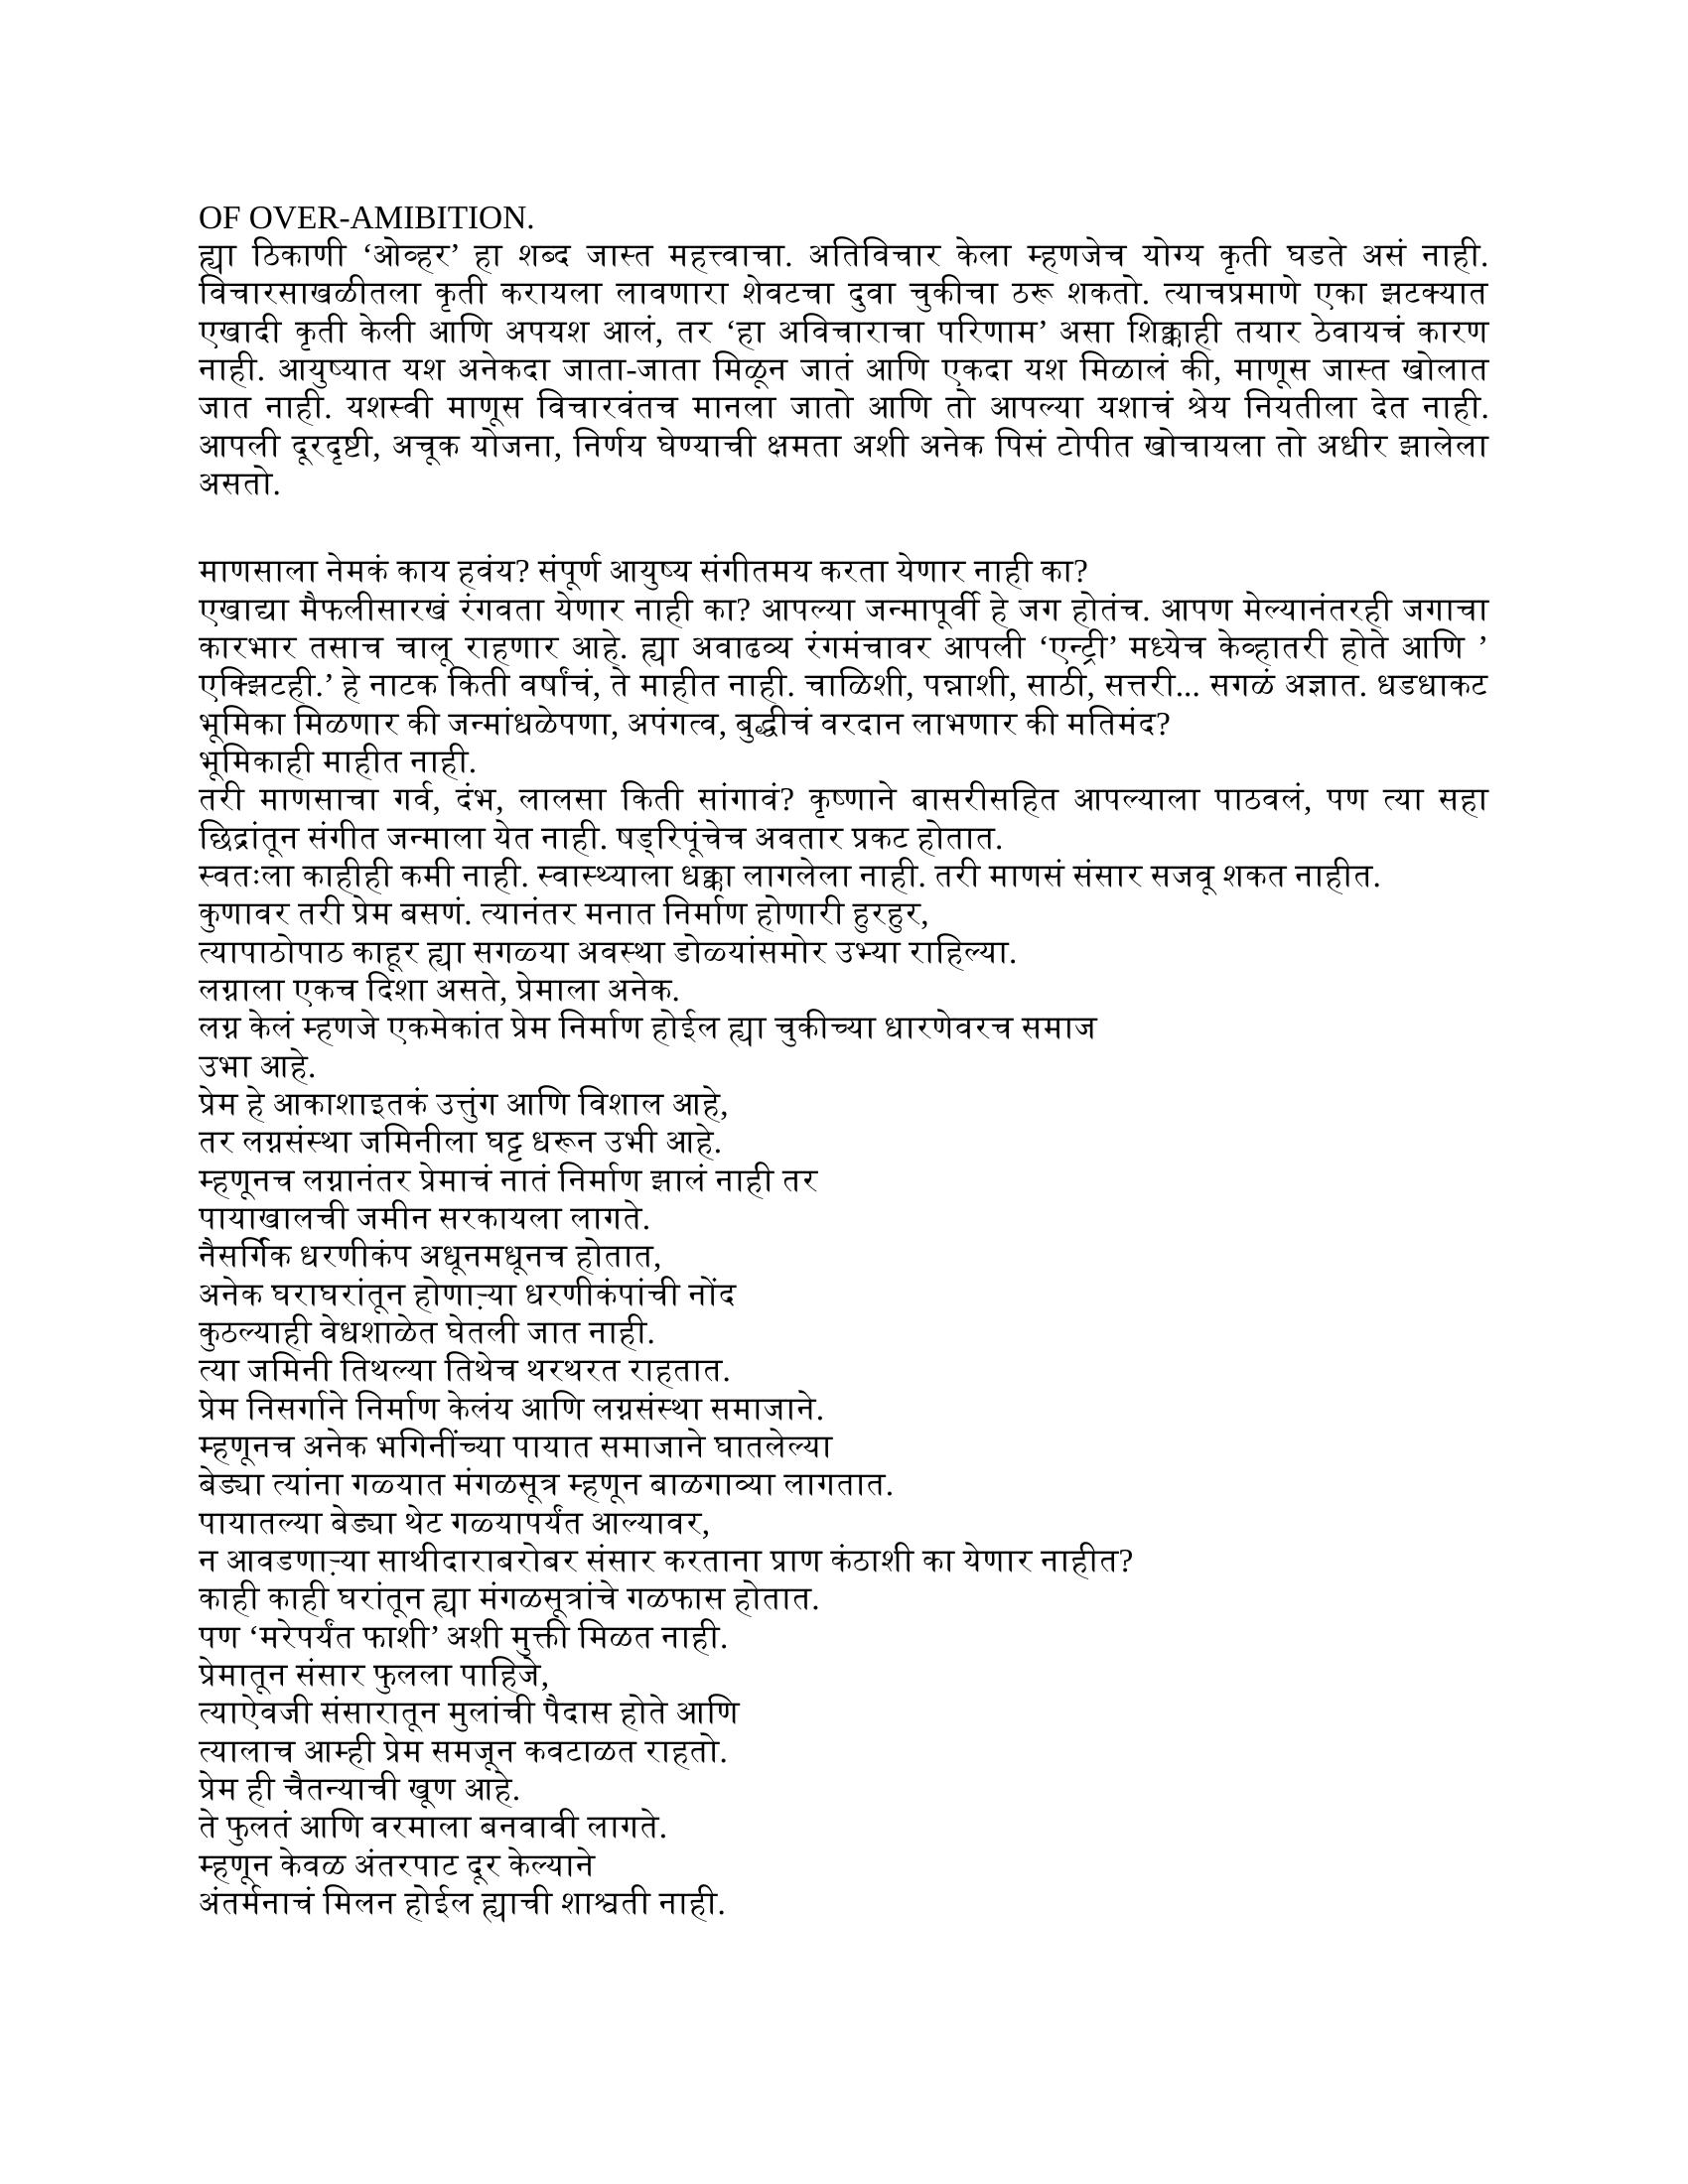 OF OVER-AMIBITION.
ह्या ठिकाणी ‘ओव्हर’ हा शब्द जास्त महत्त्वाचा. अतिविचार केला म्हणजेच योग्य कृती घडते असं नाही.
विचारसाखळीतला कृती करायला लावणारा शेवटचा दुवा चुकीचा ठरू शकतो. त्याचप्रमाणे एका झटक्यात
एखादी कृती केली आणि अपयश आलं, तर ‘हा अविचाराचा परिणाम’ असा शिक्काही तयार ठेवायचं कारण
नाही. आयुष्यात यश अनेकदा जाता-जाता मिळून जातं आणि एकदा यश मिळालं की, माणूस जास्त खोलात
जात नाही. यशस्वी माणूस विचारवंतच मानला जातो आणि तो आपल्या यशाचं श्रेय नियतीला देत नाही.
आपली दूरदृष्टी, अचूक योजना, निर्णय घेण्याची क्षमता अशी अनेक पिसं टोपीत खोचायला तो अधीर झालेला
असतो.
माणसाला नेमकं काय हवंय? संपूर्ण आयुष्य संगीतमय करता येणार नाही का?
एखाद्या मैफलीसारखं रंगवता येणार नाही का? आपल्या जन्मापूर्वी हे जग होतंच. आपण मेल्यानंतरही जगाचा
कारभार तसाच चालू राहणार आहे. ह्या अवाढव्य रंगमंचावर आपली ‘एन्ट्री’ मध्येच केव्हातरी होते आणि ’
एक्झिटही.’ हे नाटक किती वर्षांचं, ते माहीत नाही. चाळिशी, पन्नाशी, साठी, सत्तरी... सगळं अज्ञात. धडधाकट
भूमिका मिळणार की जन्मांधळेपणा, अपंगत्व, बुद्धीचं वरदान लाभणार की मतिमंद?
भूमिकाही माहीत नाही.
तरी माणसाचा गर्व, दंभ, लालसा किती सांगावं? कृष्णाने बासरीसहित आपल्याला पाठवलं, पण त्या सहा
छिद्रांतून संगीत जन्माला येत नाही. षड्‌रिपूंचेच अवतार प्रकट होतात.
स्वतःला काहीही कमी नाही. स्वास्थ्याला धक्का लागलेला नाही. तरी माणसं संसार सजवू शकत नाहीत.
कुणावर तरी प्रेम बसणं. त्यानंतर मनात निर्माण होणारी हुरहुर,
त्यापाठोपाठ काहूर ह्या सगळ्या अवस्था डोळ्यांसमोर उभ्या राहिल्या.
लग्नाला एकच दिशा असते, प्रेमाला अनेक.
लग्न केलं म्हणजे एकमेकांत प्रेम निर्माण होईल ह्या चुकीच्या धारणेवरच समाज
उभा आहे.
प्रेम हे आकाशाइतकं उत्तुंग आणि विशाल आहे,
तर लग्नसंस्था जमिनीला घट्ट धरून उभी आहे.
म्हणूनच लग्नानंतर प्रेमाचं नातं निर्माण झालं नाही तर
पायाखालची जमीन सरकायला लागते.
नैसर्गिक धरणीकंप अधूनमधूनच होतात,
अनेक घराघरांतून होणाऱ्या धरणीकंपांची नोंद
कुठल्याही वेधशाळेत घेतली जात नाही.
त्या जमिनी तिथल्या तिथेच थरथरत राहतात.
प्रेम निसर्गाने निर्माण केलंय आणि लग्नसंस्था समाजाने.
म्हणूनच अनेक भगिनींच्या पायात समाजाने घातलेल्या
बेड्या त्यांना गळ्यात मंगळसूत्र म्हणून बाळगाव्या लागतात.
पायातल्या बेड्या थेट गळ्यापर्यंत आल्यावर,
न आवडणाऱ्या साथीदाराबरोबर संसार करताना प्राण कंठाशी का येणार नाहीत?
काही काही घरांतून ह्या मंगळसूत्रांचे गळफास होतात.
पण ‘मरेपर्यंत फाशी’ अशी मुक्ती मिळत नाही.
प्रेमातून संसार फुलला पाहिजे,
त्याऐवजी संसारातून मुलांची पैदास होते आणि
त्यालाच आम्ही प्रेम समजून कवटाळत राहतो.
प्रेम ही चैतन्याची खूण आहे.
ते फुलतं आणि वरमाला बनवावी लागते.
म्हणून केवळ अंतरपाट दूर केल्याने
अंतर्मनाचं मिलन होईल ह्याची शाश्वती नाही.